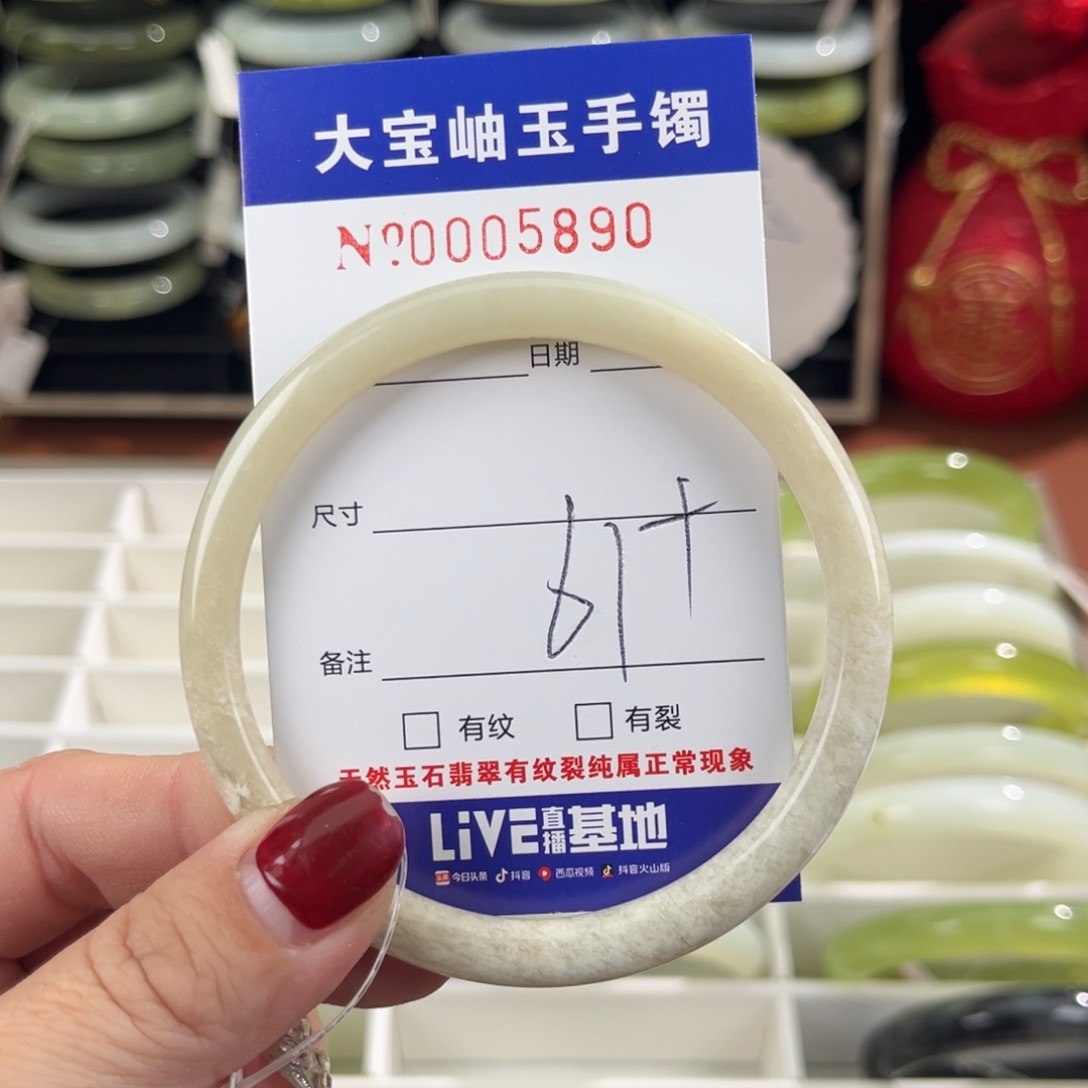 大宝岫玉手镯
Nº0005890
日期
尺寸
61+
备注
□ 有纹 □ 有裂
天然玉石翡翠有纹裂纯属正常现象
LiVE直播基地
头条 今日头条 抖音 西瓜视频 抖音火山版